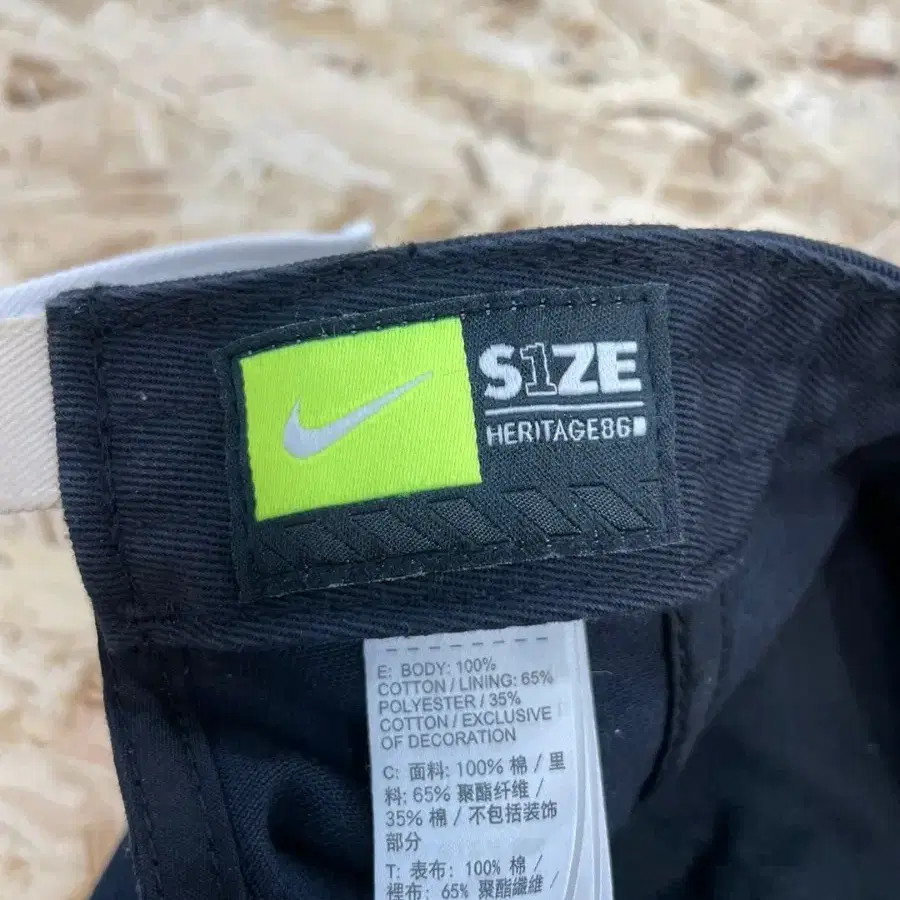 S1ZE
HERITAGE86
E: BODY: 100%
COTTON / LINING: 65%
POLYESTER / 35%
COTTON / EXCLUSIVE
OF DECORATION
C: 面料: 100% 棉 / 里
料: 65% 聚酯纤维 /
35% 棉 / 不包括装饰
部分
T: 表布: 100% 棉 /
裡布: 65% 聚酯纖維 /